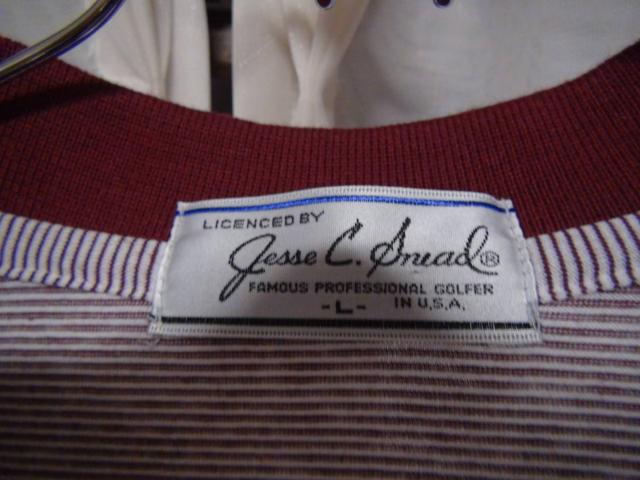 LICENCED BY
Jesse C. Snead®
FAMOUS PROFESSIONAL GOLFER
-L- IN U.S.A.